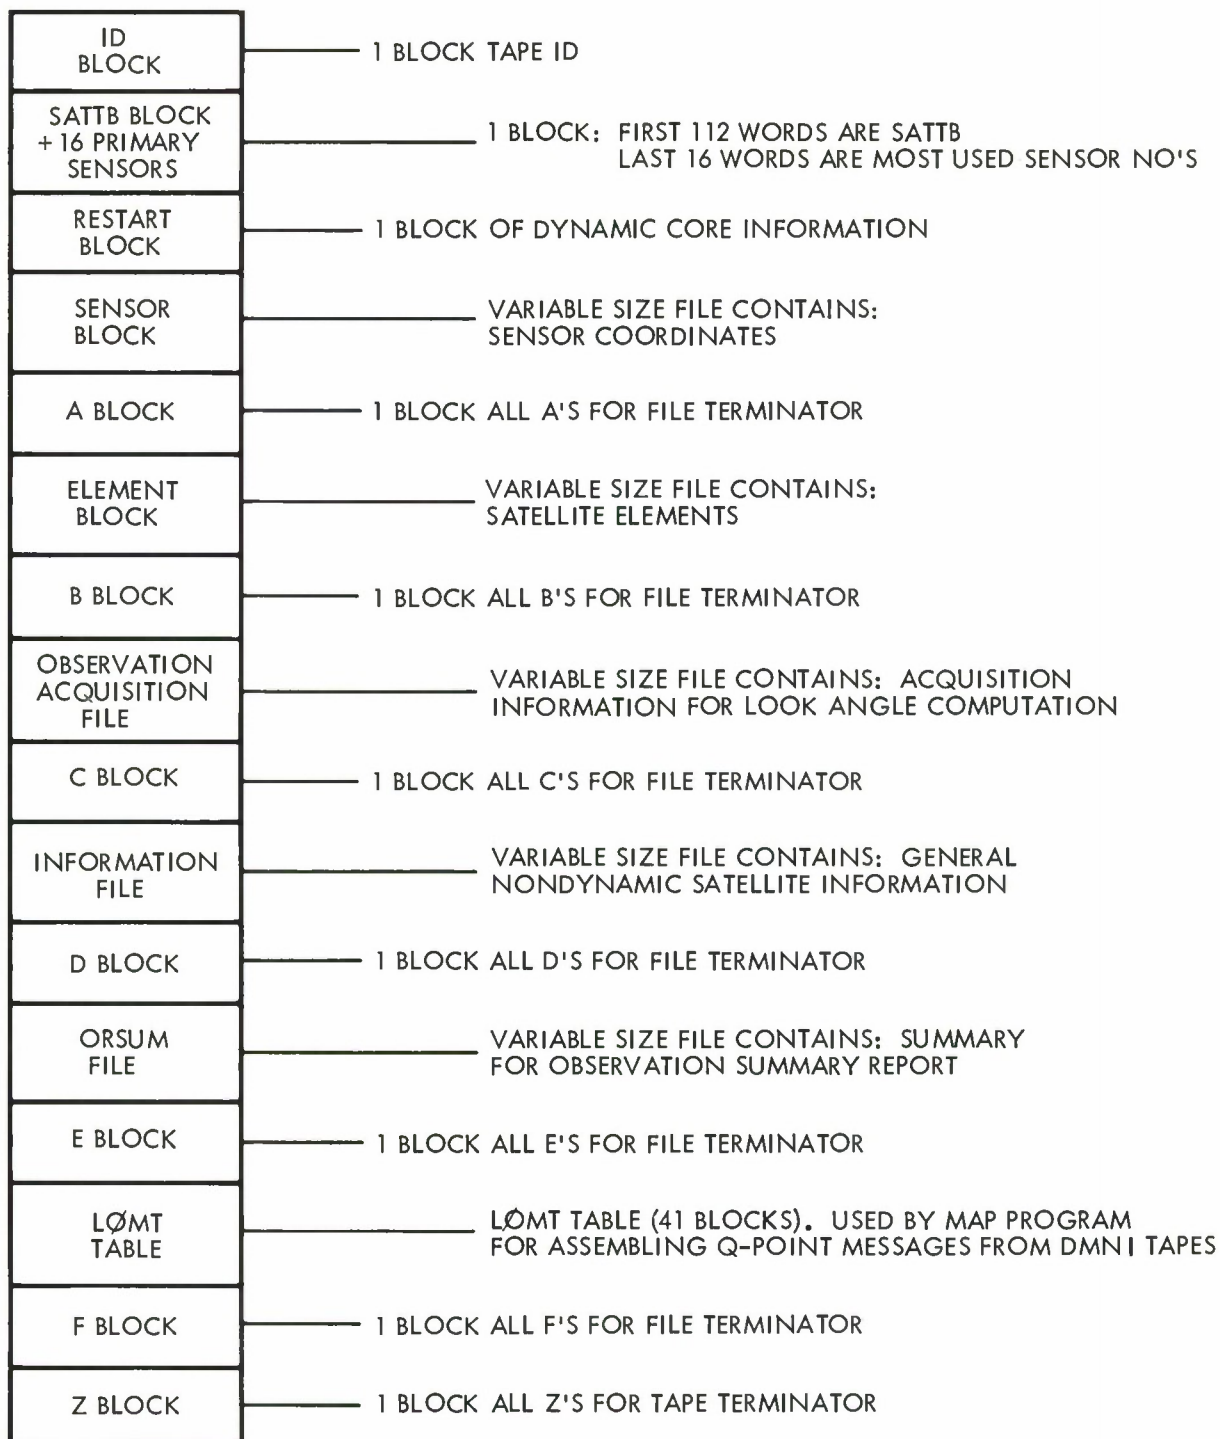 ID
BLOCK
1 BLOCK TAPE ID
SATTB BLOCK
+ 16 PRIMARY
SENSORS
1 BLOCK: FIRST 112 WORDS ARE SATTB
LAST 16 WORDS ARE MOST USED SENSOR NO'S
RESTART
BLOCK
1 BLOCK OF DYNAMIC CORE INFORMATION
SENSOR
BLOCK
VARIABLE SIZE FILE CONTAINS:
SENSOR COORDINATES
A BLOCK
1 BLOCK ALL A'S FOR FILE TERMINATOR
ELEMENT
BLOCK
VARIABLE SIZE FILE CONTAINS:
SATELLITE ELEMENTS
B BLOCK
1 BLOCK ALL B'S FOR FILE TERMINATOR
OBSERVATION
ACQUISITION
FILE
VARIABLE SIZE FILE CONTAINS: ACQUISITION
INFORMATION FOR LOOK ANGLE COMPUTATION
C BLOCK
1 BLOCK ALL C'S FOR FILE TERMINATOR
INFORMATION
FILE
VARIABLE SIZE FILE CONTAINS: GENERAL
NONDYNAMIC SATELLITE INFORMATION
D BLOCK
1 BLOCK ALL D'S FOR FILE TERMINATOR
ORSUM
FILE
VARIABLE SIZE FILE CONTAINS: SUMMARY
FOR OBSERVATION SUMMARY REPORT
E BLOCK
1 BLOCK ALL E'S FOR FILE TERMINATOR
LØMT
TABLE
LØMT TABLE (41 BLOCKS). USED BY MAP PROGRAM
FOR ASSEMBLING Q-POINT MESSAGES FROM DMNI TAPES
F BLOCK
1 BLOCK ALL F'S FOR FILE TERMINATOR
Z BLOCK
1 BLOCK ALL Z'S FOR TAPE TERMINATOR